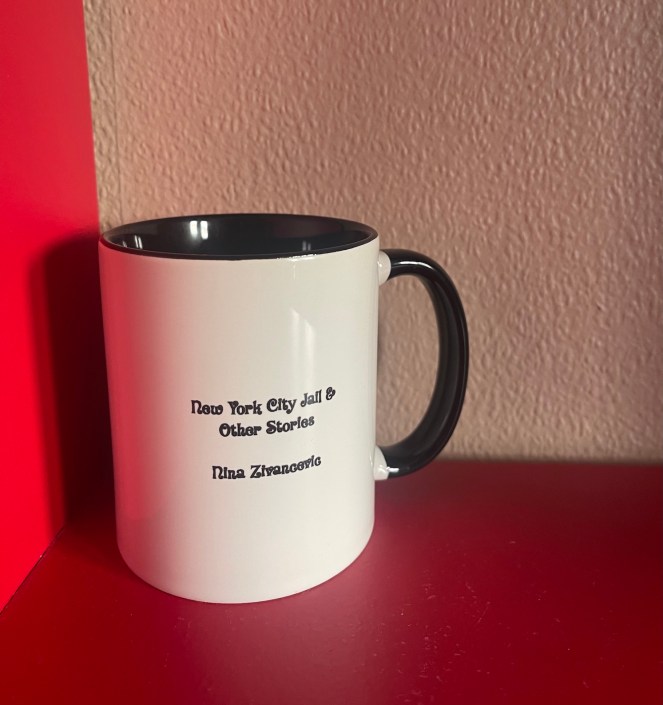 New York City Jail &
Other Stories
Nina Zivancevic